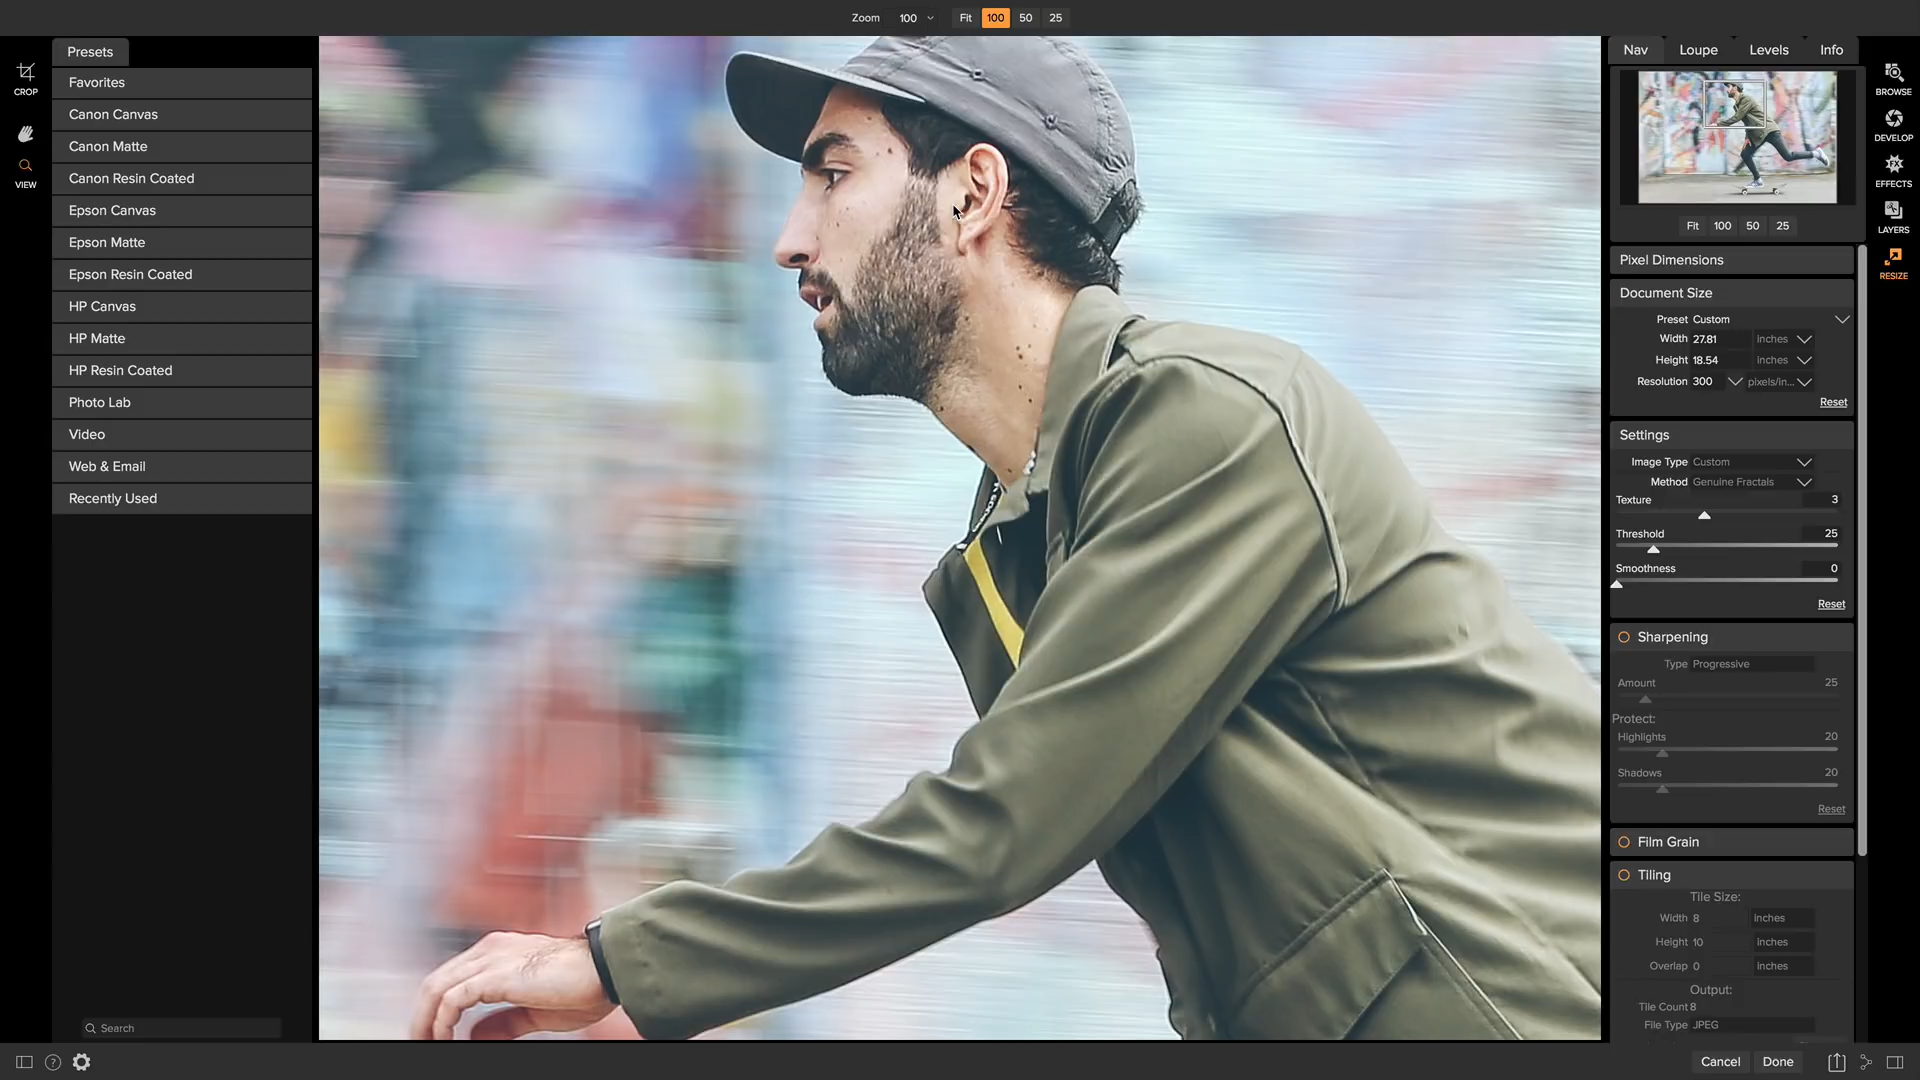 Zoom 100 Fit 100 50 25
Presets
Favorites
Canon Canvas
Canon Matte
Canon Resin Coated
Epson Canvas
Epson Matte
Epson Resin Coated
HP Canvas
HP Matte
HP Resin Coated
Photo Lab
Video
Web & Email
Recently Used
Search
CROP
VIEW
Nav Loupe Levels Info
Fit 100 50 25
Pixel Dimensions
Document Size
Preset Custom
Width 27.81 Inches
Height 18.54 Inches
Resolution 300 pixels/in...
Reset
Settings
Image Type Custom
Method Genuine Fractals
Texture 3
Threshold 25
Smoothness 0
Reset
Sharpening
Type Progressive
Amount 25
Protect:
Highlights 20
Shadows 20
Reset
Film Grain
Tiling
Tile Size:
Width 8 Inches
Height 10 Inches
Overlap 0 Inches
Output:
Tile Count 8
File Type JPEG
BROWSE
DEVELOP
FX
EFFECTS
LAYERS
RESIZE
?
Cancel Done